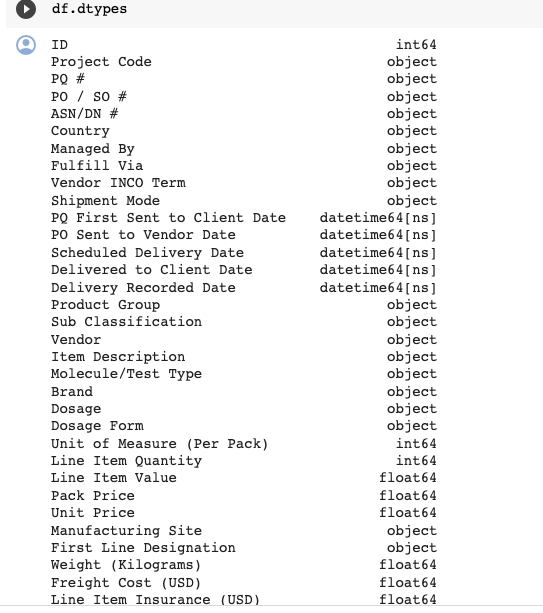 df.dtypes
ID int64
Project Code object
PQ # object
PO / SO # object
ASN/DN # object
Country object
Managed By object
Fulfill Via object
Vendor INCO Term object
Shipment Mode object
PQ First Sent to Client Date datetime64[ns]
PO Sent to Vendor Date datetime64[ns]
Scheduled Delivery Date datetime64[ns]
Delivered to Client Date datetime64[ns]
Delivery Recorded Date datetime64[ns]
Product Group object
Sub Classification object
Vendor object
Item Description object
Molecule/Test Type object
Brand object
Dosage object
Dosage Form object
Unit of Measure (Per Pack) int64
Line Item Quantity int64
Line Item Value float64
Pack Price float64
Unit Price float64
Manufacturing Site object
First Line Designation object
Weight (Kilograms) float64
Freight Cost (USD) float64
Line Item Insurance (USD) float64